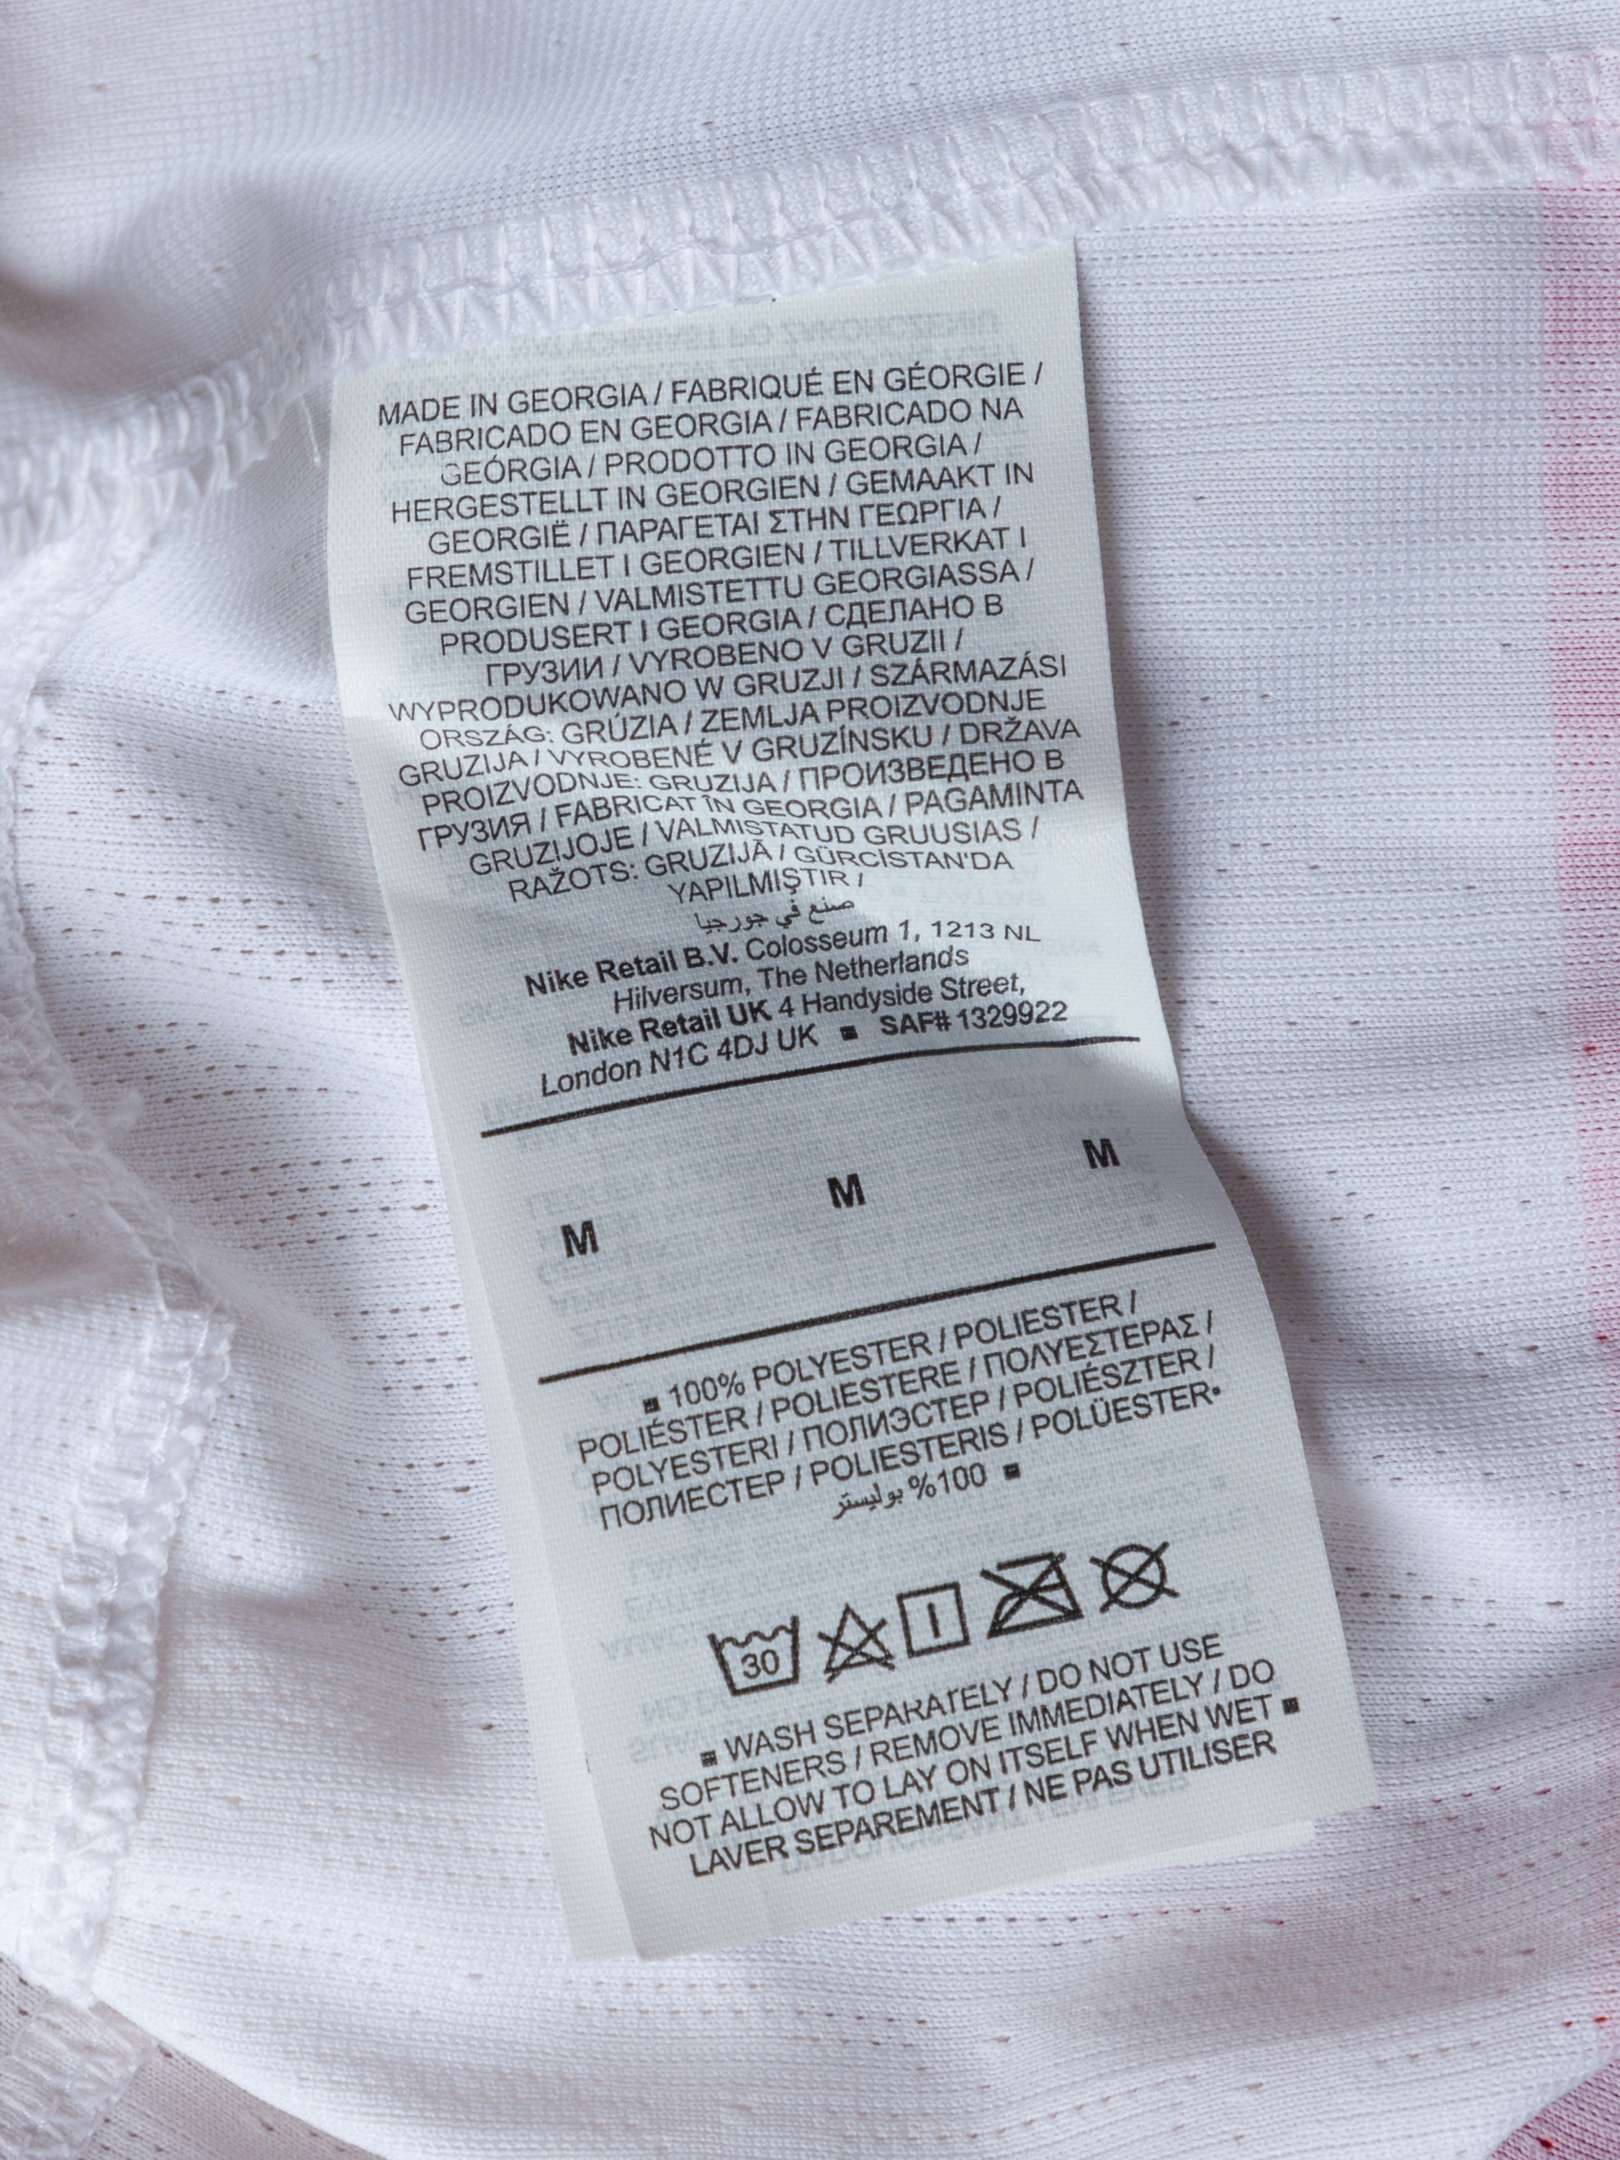 MADE IN GEORGIA / FABRIQUÉ EN GÉORGIE /
FABRICADO EN GEORGIA / FABRICADO NA
GEÓRGIA / PRODOTTO IN GEORGIA /
HERGESTELLT IN GEORGIEN / GEMAAKT IN
GEORGIË / ΠΑΡΑΓΕΤΑΙ ΣΤΗΝ ΓΕΩΡΓΙΑ /
FREMSTILLET I GEORGIEN / TILLVERKAT I
GEORGIEN / VALMISTETTU GEORGIASSA /
PRODUSERT I GEORGIA / СДЕЛАНО В
ГРУЗИИ / VYROBENO V GRUZII /
WYPRODUKOWANO W GRUZJI / SZÁRMAZÁSI
ORSZÁG: GRÚZIA / ZEMLJA PROIZVODNJE
GRUZIJA / VYROBENÉ V GRUZÍNSKU / DRŽAVA
PROIZVODNJE: GRUZIJA / ПРОИЗВЕДЕНО В
ГРУЗИЯ / FABRICAT ÎN GEORGIA / PAGAMINTA
GRUZIJOJE / VALMISTATUD GRUUSIAS /
RAŽOTS: GRUZIJĀ / GÜRCİSTAN'DA
YAPILMIŞTIR /
صنع في جورجيا
Nike Retail B.V. Colosseum 1, 1213 NL
Hilversum, The Netherlands
Nike Retail UK 4 Handyside Street,
London N1C 4DJ UK ▪ SAF# 1329922
M M M
▪ 100% POLYESTER / POLIESTER /
POLIÉSTER / POLIESTERE / ΠΟΛΥΕΣΤΕΡΑΣ /
POLYESTERI / ПОЛИЭСТЕР / POLIÉSZTER /
ПОЛИЕСТЕР / POLIESTERIS / POLÜESTER•
100% بوليستر ▪
30
▪ WASH SEPARATELY / DO NOT USE
SOFTENERS / REMOVE IMMEDIATELY / DO
NOT ALLOW TO LAY ON ITSELF WHEN WET ▪
LAVER SEPAREMENT / NE PAS UTILISER